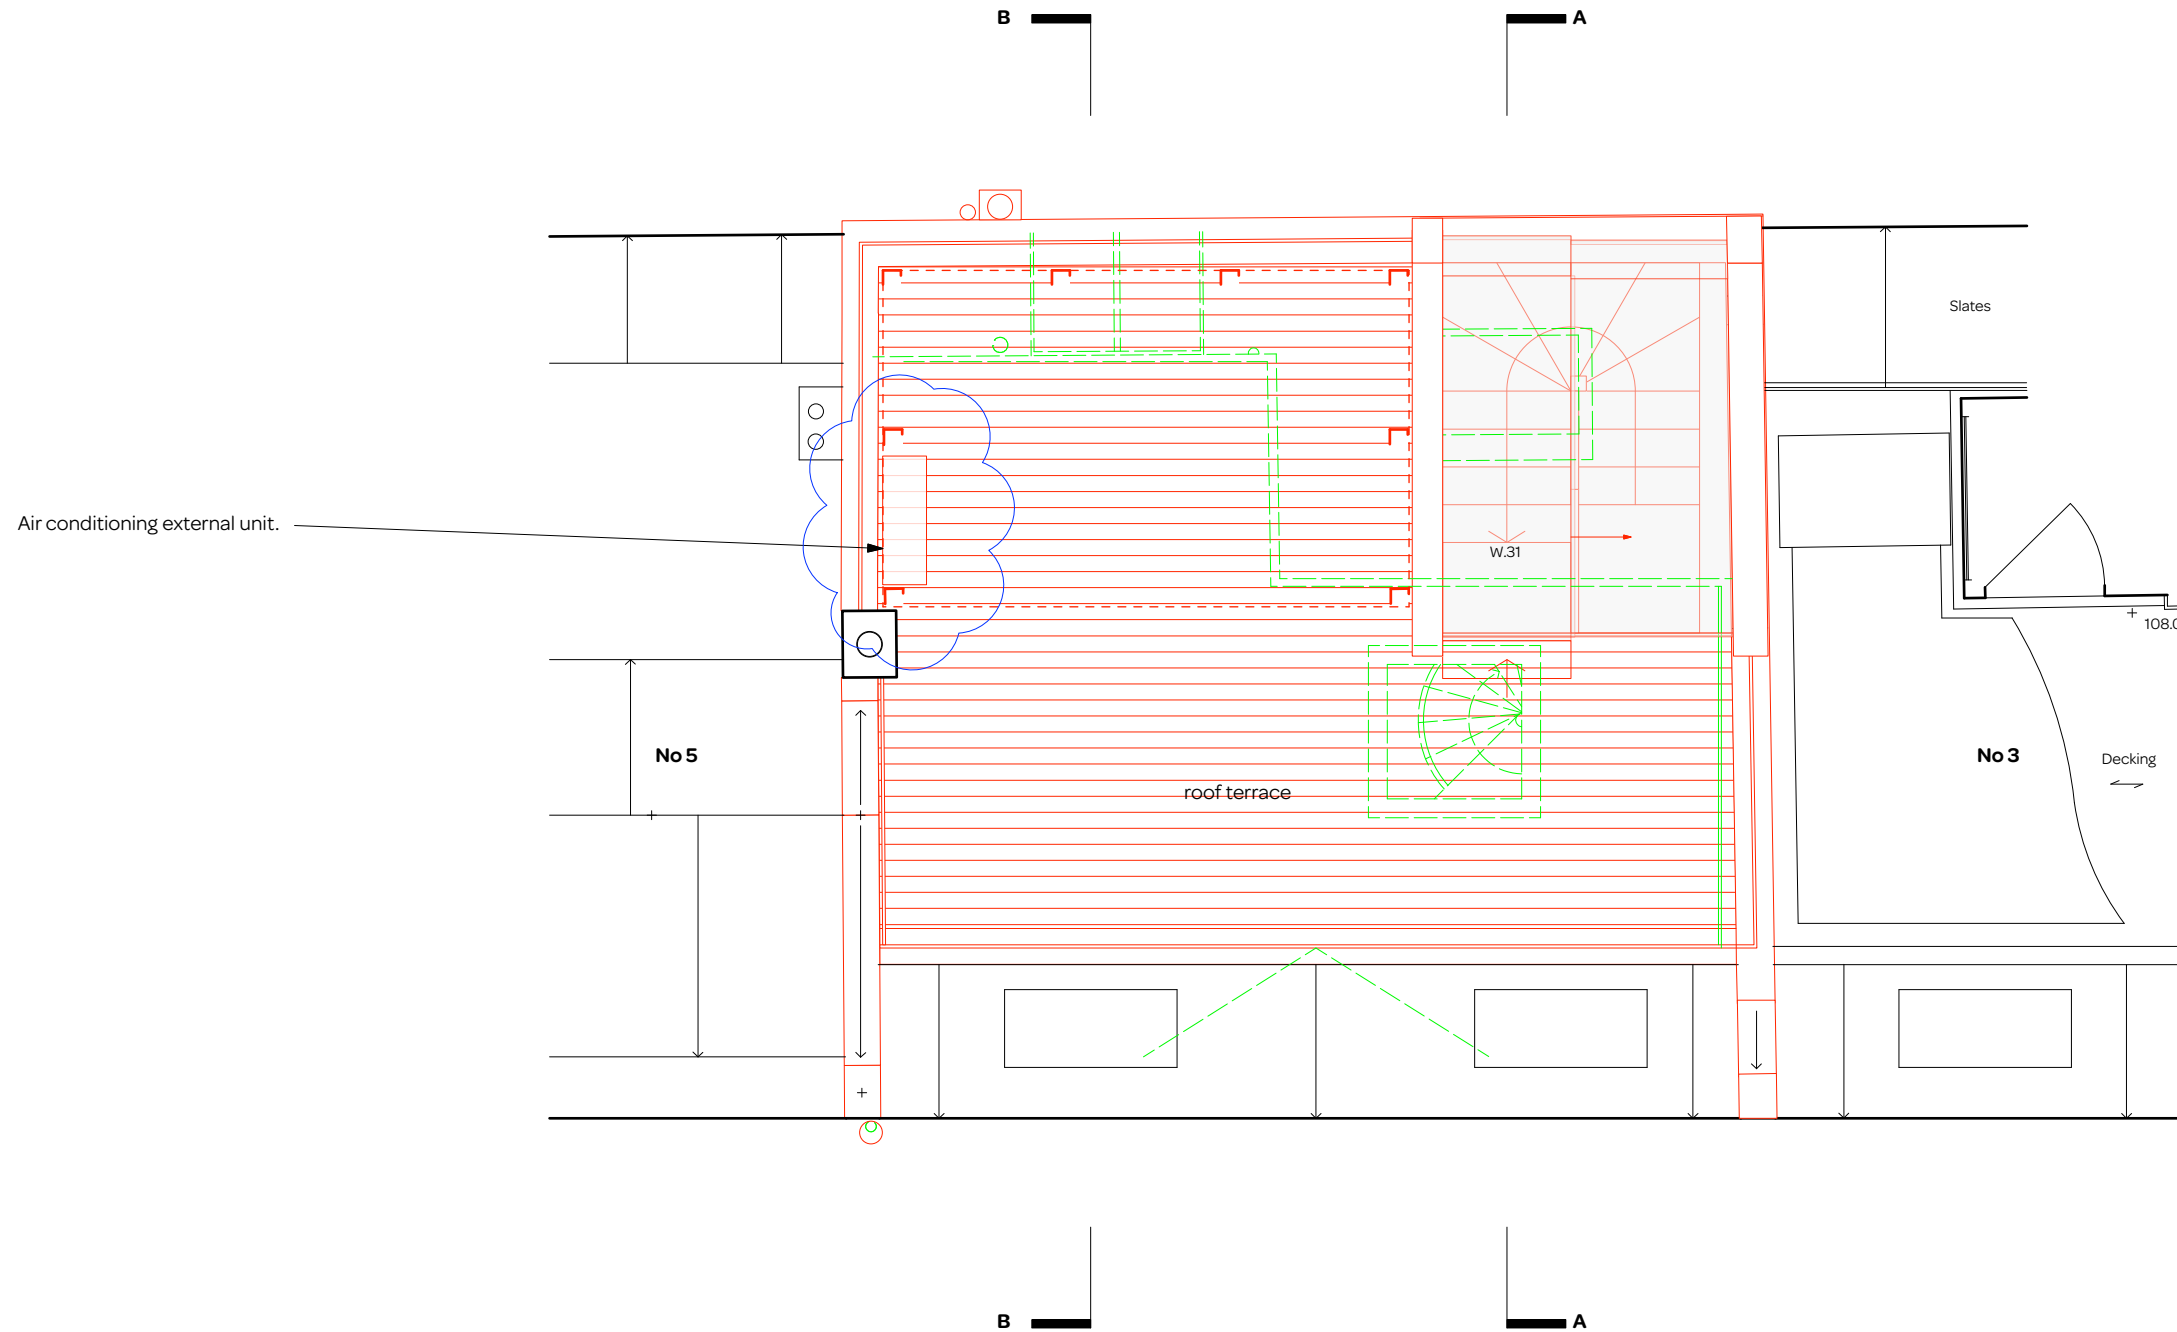 B
A
Slates
Air conditioning external unit.
W.31
108.0
No 5
No 3
Decking
roof terrace
B
A